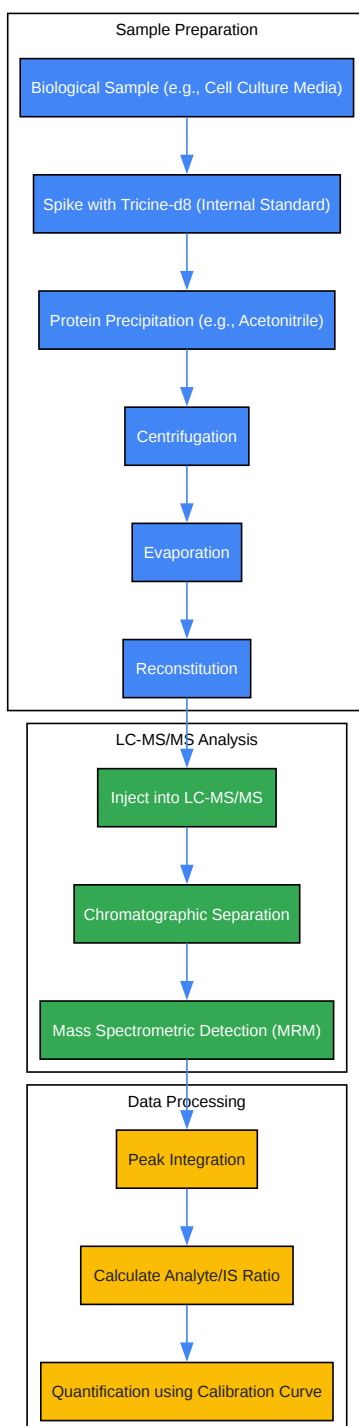 Sample Preparation
Biological Sample (e.g., Cell Culture Media)
Spike with Tricine-d8 (Internal Standard)
Protein Precipitation (e.g., Acetonitrile)
Centrifugation
Evaporation
Reconstitution
LC-MS/MS Analysis
Inject into LC-MS/MS
Chromatographic Separation
Mass Spectrometric Detection (MRM)
Data Processing
Peak Integration
Calculate Analyte/IS Ratio
Quantification using Calibration Curve